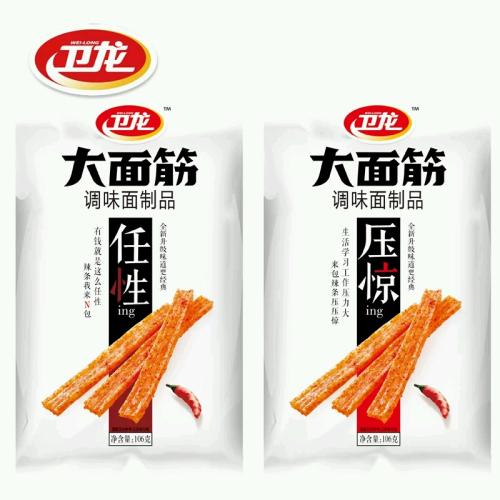 WEI-LONG
卫龙
卫龙
TM
大面筋
调味面制品
任性
ing
有钱就是这么任性
辣条我来N包
全新升级味道更经典
净含量:106克
卫龙
TM
大面筋
调味面制品
压惊
ing
生活学习工作压力大
来包辣条压压惊
全新升级味道更经典
净含量:106克